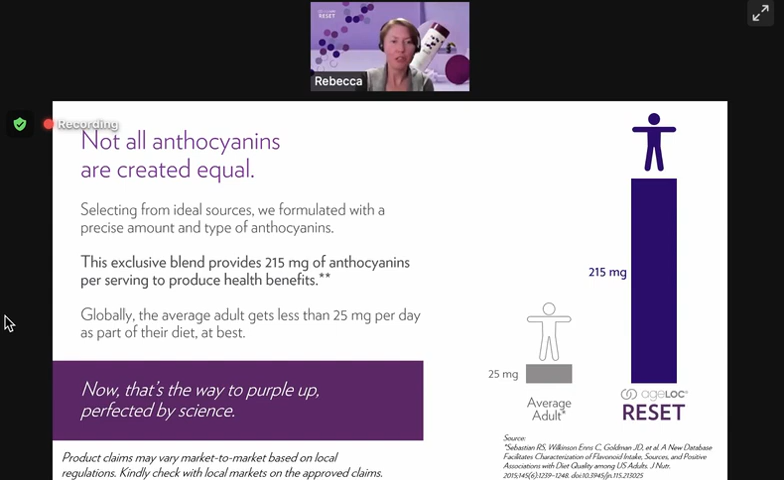 ageLOC
RESET
Rebecca
Recording
Not all anthocyanins
are created equal.
Selecting from ideal sources, we formulated with a
precise amount and type of anthocyanins.
This exclusive blend provides 215 mg of anthocyanins
per serving to produce health benefits.**
Globally, the average adult gets less than 25 mg per day
as part of their diet, at best.
Now, that's the way to purple up,
perfected by science.
Product claims may vary market-to-market based on local
regulations. Kindly check with local markets on the approved claims.
215 mg
25 mg
Average
Adult*
ageLOC®
RESET
Source:
*Sebastian RS, Wilkinson Enns C, Goldman JD, et al. A New Database
Facilitates Characterization of Flavonoid Intake, Sources, and Positive
Associations with Diet Quality among US Adults. J Nutr.
2015;145(6):1239-1248. doi:10.3945/jn.115.213025